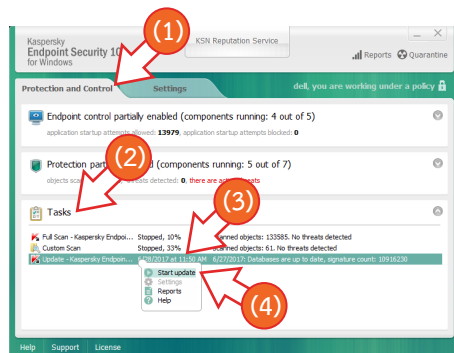 Kaspersky
Endpoint Security 10
for Windows
(1)
KSN Reputation Service
Reports Quarantine
Protection and Control
Settings
dell, you are working under a policy
Endpoint control partially enabled (components running: 4 out of 5)
application startup attempts allowed: 13979, application startup attempts blocked: 0
(2)
Protection part d (components running: 5 out of 7)
objects sca eats detected: 0, there are acti eats
Tasks
(3)
Full Scan - Kaspersky Endpoi... Stopped, 10% anned objects: 133585. No threats detected
Custom Scan Stopped, 33% anned objects: 61. No threats detected
Update - Kaspersky Endpoin... 6/28/2017 at 11:50 AM 6/27/2017: Databases are up to date, signature count: 10916230
Start update
Settings
Reports
Help
(4)
Help Support License